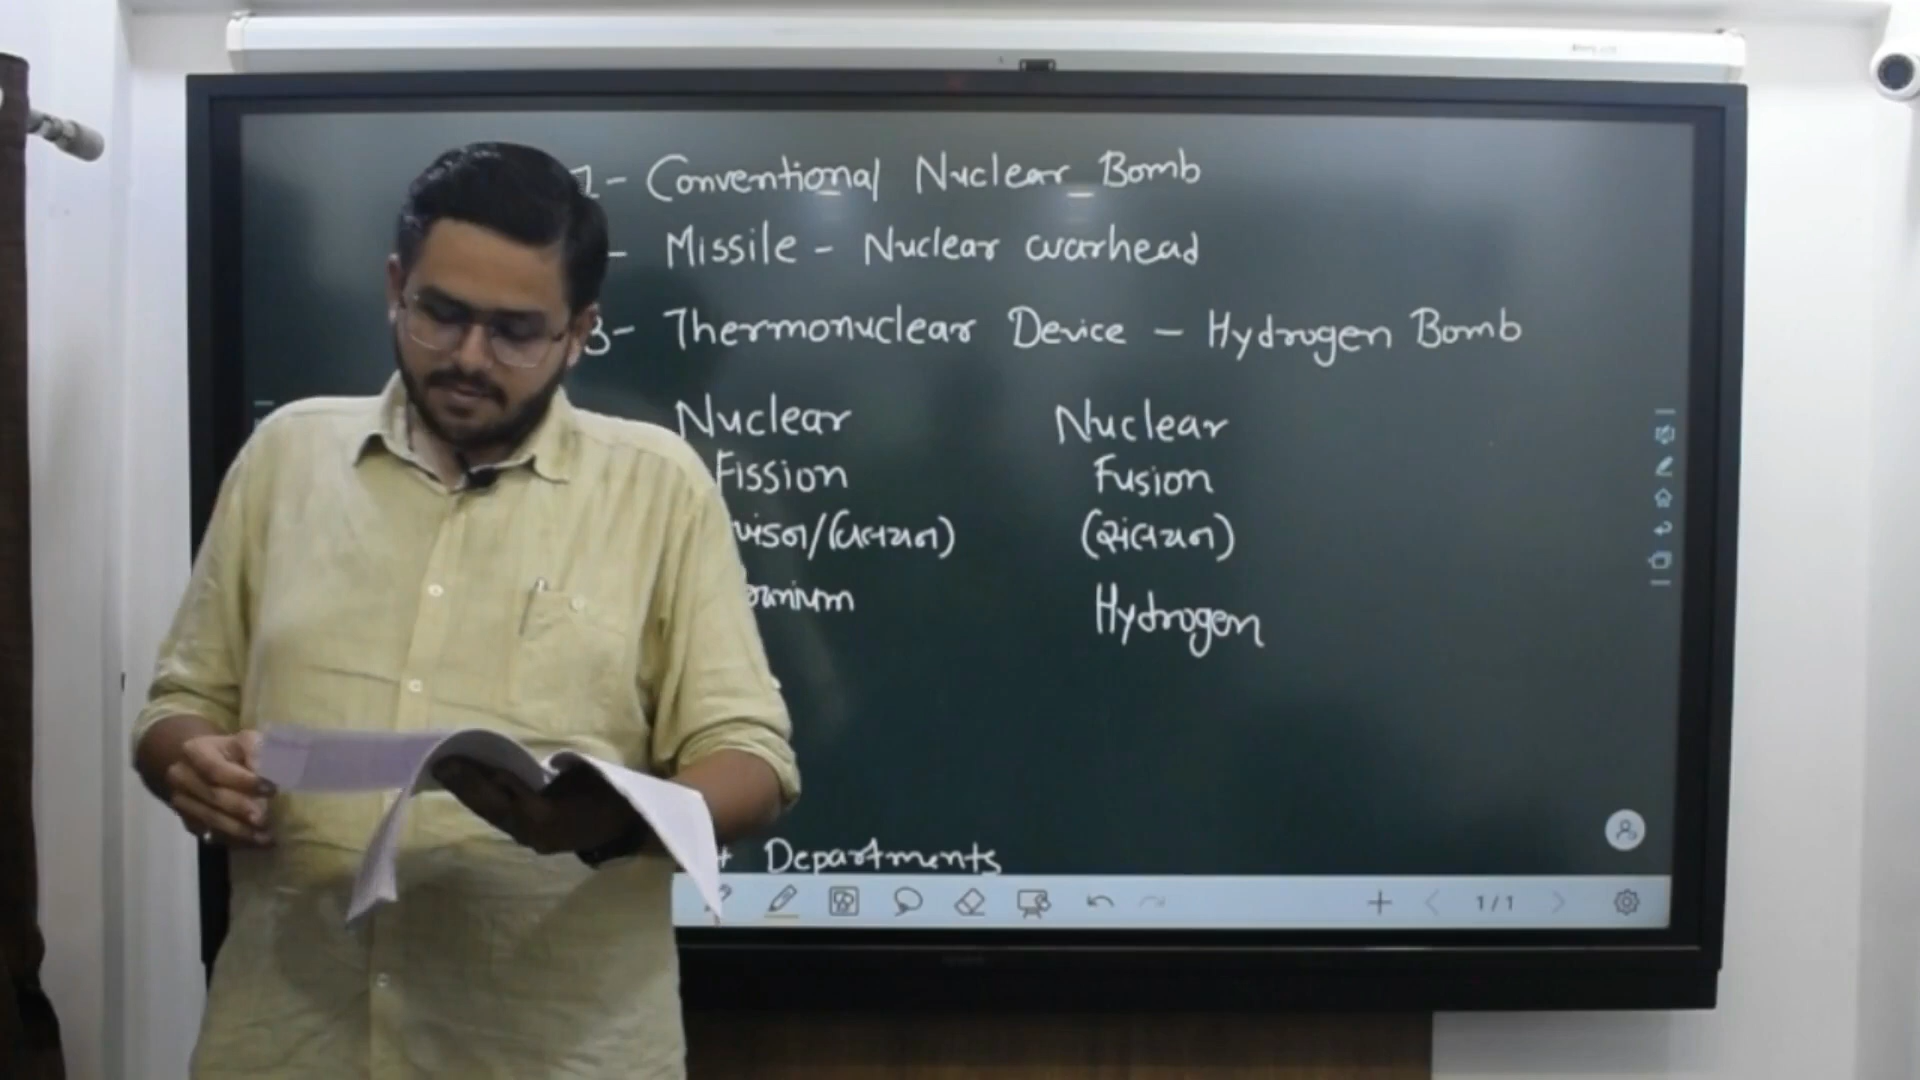 1- Conventional Nuclear Bomb
- Missile - Nuclear warhead
3- Thermonuclear Device - Hydrogen Bomb
Nuclear Nuclear
Fission Fusion
(સંલયન)
Hydrogen
Departments
1/1